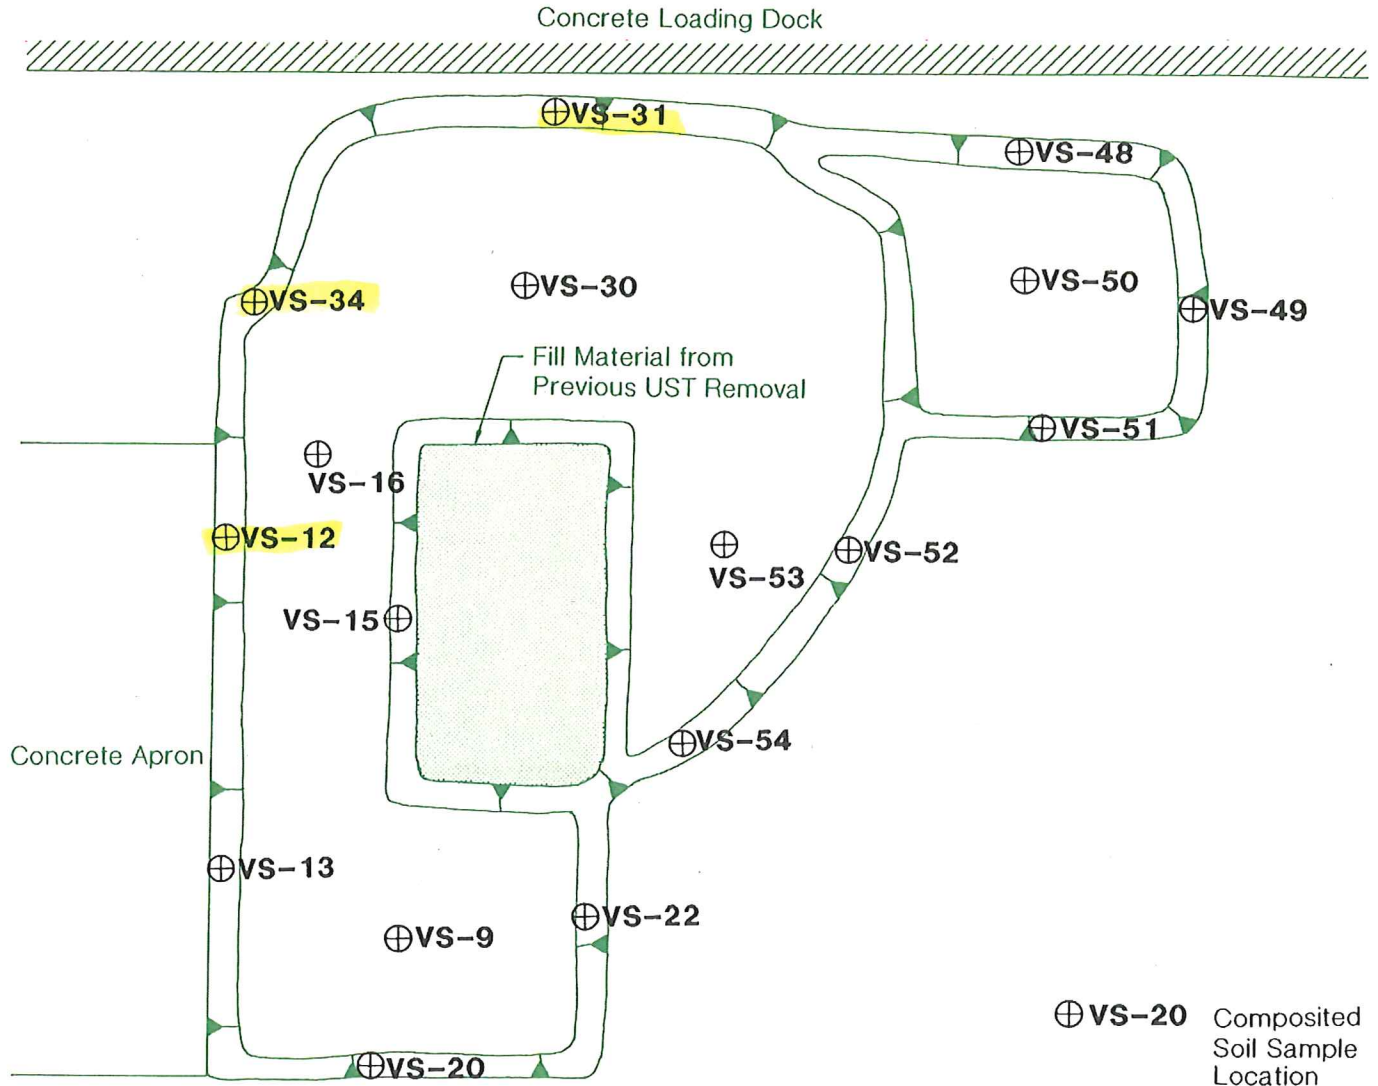 Concrete Loading Dock
VS-31
VS-48
VS-34
VS-30
VS-50
VS-49
Fill Material from
Previous UST Removal
VS-51
VS-16
VS-12
VS-52
VS-53
VS-15
VS-54
Concrete Apron
VS-13
VS-22
VS-9
VS-20 Composited
Soil Sample
Location
VS-20